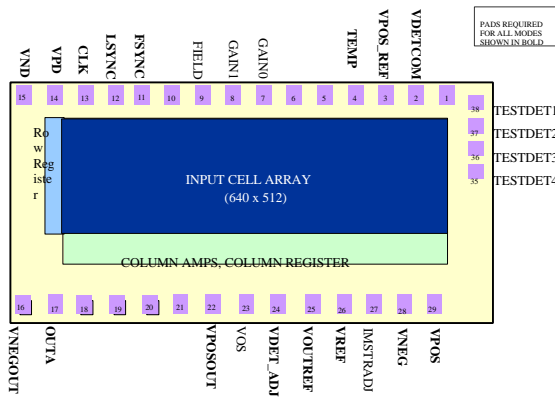 PADS REQUIRED
FOR ALL MODES
SHOWN IN BOLD
VND
VPD
CLK
LSYNC
FSYNC
FIELD
GAIN1
GAIN0
TEMP
VPOS_REF
VDETCOM
15
14
13
12
11
10
9
8
7
6
5
4
3
2
1
38
TESTDET1
37
TESTDET2
36
TESTDET3
35
TESTDET4
Ro
w
Regi
ste
r
INPUT CELL ARRAY
(640 x 512)
COLUMN AMPS, COLUMN REGISTER
16
17
18
19
20
21
22
23
24
25
26
27
28
29
VNEGOUT
OUTA
VPOSOUT
VOS
VDET_ADJ
VOUTREF
VREF
IMSTRADJ
VNEG
VPOS